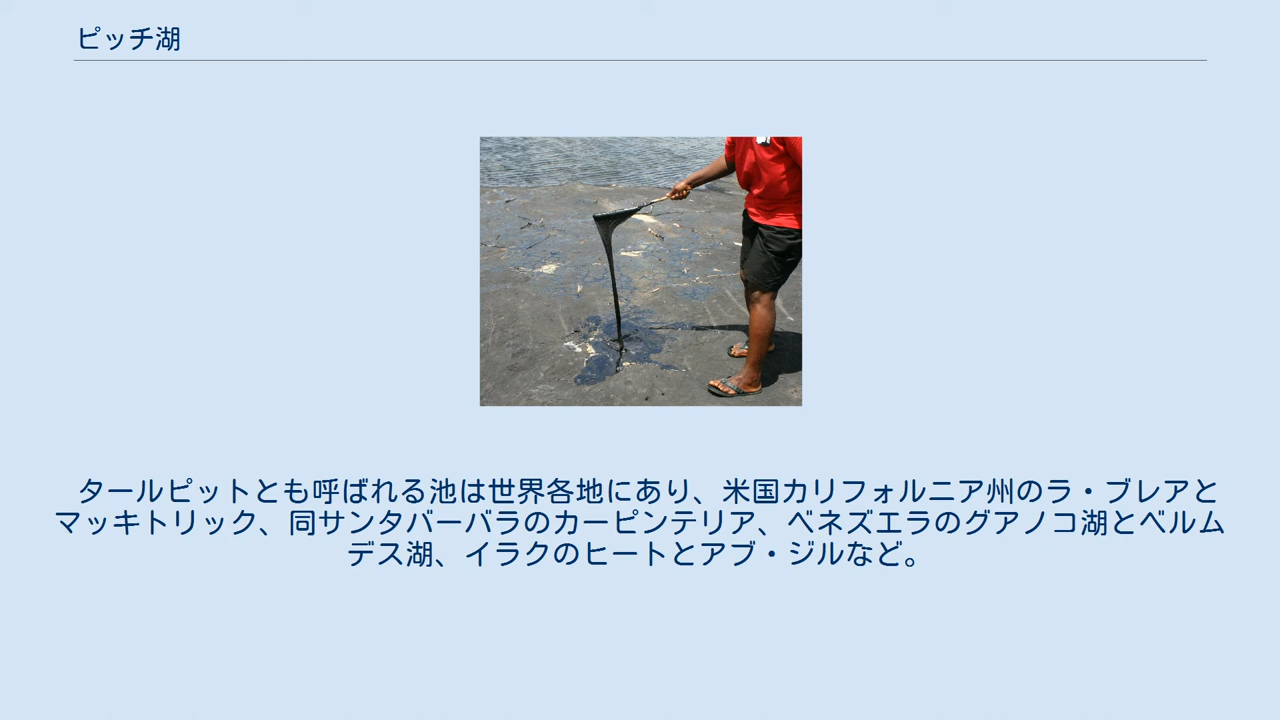 ピッチ湖
タールピットとも呼ばれる池は世界各地にあり、米国カリフォルニア州のラ・ブレアと
マッキトリック、同サンタバーバラのカーピンテリア、ベネズエラのグアノコ湖とベルム
デス湖、イラクのヒートとアブ・ジルなど。